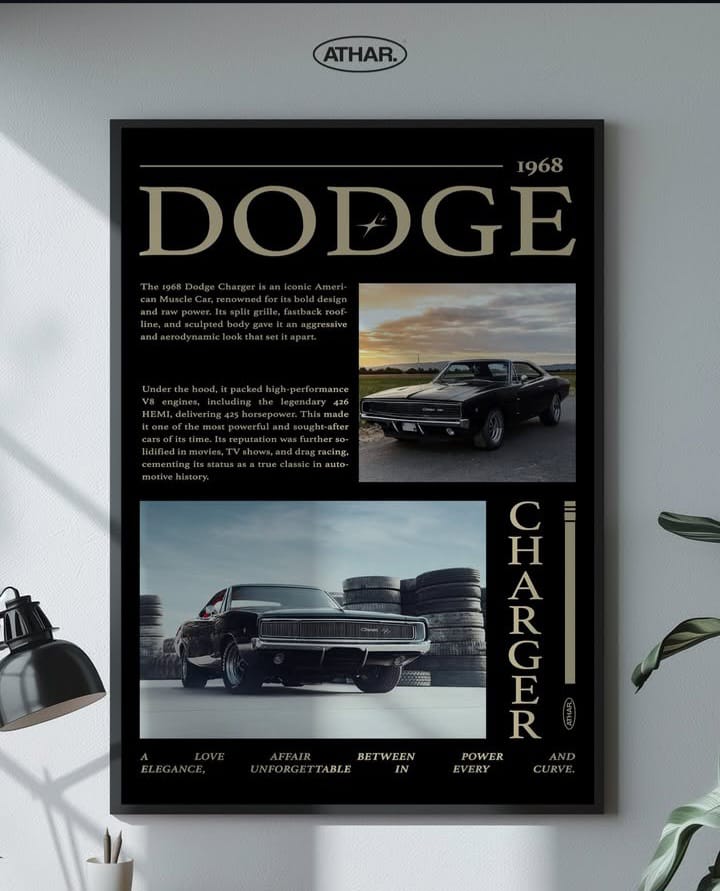 ATHAR.
1968
DODGE
The 1968 Dodge Charger is an iconic Ameri-
can Muscle Car, renowned for its bold design
and raw power. Its split grille, fastback roof-
line, and sculpted body gave it an aggressive
and aerodynamic look that set it apart.
Under the hood, it packed high-performance
V8 engines, including the legendary 426
HEMI, delivering 425 horsepower. This made
it one of the most powerful and sought-after
cars of its time. Its reputation was further so-
lidified in movies, TV shows, and drag racing,
cementing its status as a true classic in auto-
motive history.
CHARGER
ATHAR.
A LOVE AFFAIR BETWEEN POWER AND
ELEGANCE, UNFORGETTABLE IN EVERY CURVE.